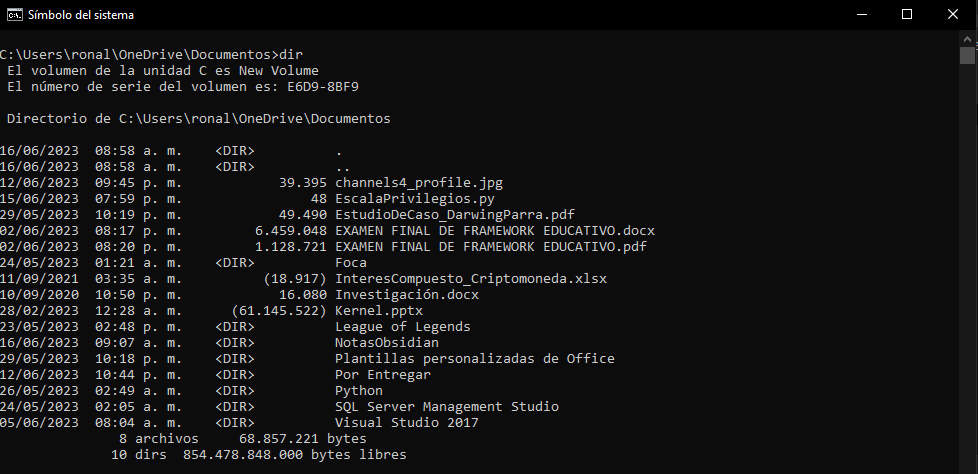 Símbolo del sistema
C:\Users\ronal\OneDrive\Documentos>dir
 El volumen de la unidad C es New Volume
 El número de serie del volumen es: E6D9-8BF9
 Directorio de C:\Users\ronal\OneDrive\Documentos
16/06/2023  08:58 a. m.    <DIR>          .
16/06/2023  08:58 a. m.    <DIR>          ..
12/06/2023  09:45 p. m.            39.395 channels4_profile.jpg
15/06/2023  07:59 p. m.                48 EscalaPrivilegios.py
29/05/2023  10:19 p. m.            49.490 EstudioDeCaso_DarwingParra.pdf
02/06/2023  08:17 p. m.         6.459.048 EXAMEN FINAL DE FRAMEWORK EDUCATIVO.docx
02/06/2023  08:20 p. m.         1.128.721 EXAMEN FINAL DE FRAMEWORK EDUCATIVO.pdf
24/05/2023  01:21 a. m.    <DIR>          Foca
11/09/2021  03:35 a. m.          (18.917) InteresCompuesto_Criptomoneda.xlsx
10/09/2020  10:50 p. m.            16.080 Investigación.docx
28/02/2023  12:28 a. m.      (61.145.522) Kernel.pptx
23/05/2023  02:48 p. m.    <DIR>          League of Legends
16/06/2023  09:07 a. m.    <DIR>          NotasObsidian
29/05/2023  10:18 p. m.    <DIR>          Plantillas personalizadas de Office
12/06/2023  10:44 p. m.    <DIR>          Por Entregar
26/05/2023  02:49 a. m.    <DIR>          Python
24/05/2023  02:05 a. m.    <DIR>          SQL Server Management Studio
05/06/2023  08:04 a. m.    <DIR>          Visual Studio 2017
               8 archivos     68.857.221 bytes
              10 dirs  854.478.848.000 bytes libres